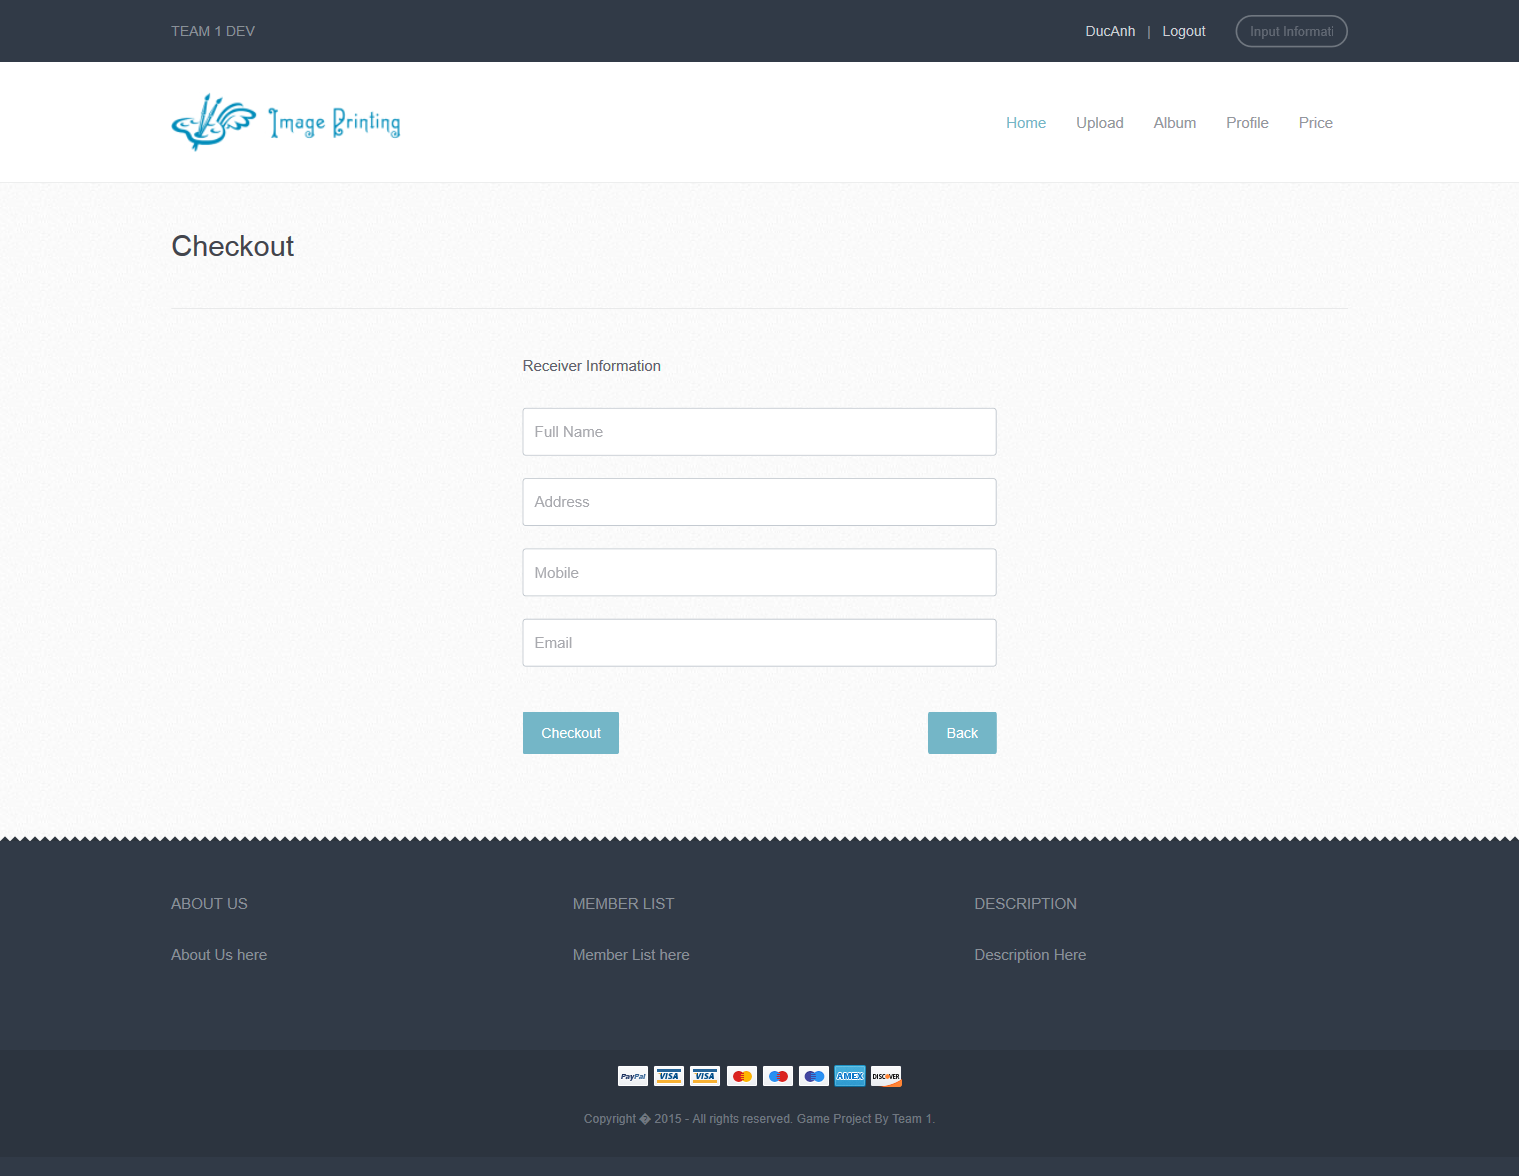 TEAM 1 DEV
DucAnh | Logout
Input Informati
Image Printing
Home Upload Album Profile Price
Checkout
Receiver Information
Full Name
Address
Mobile
Email
Checkout Back
ABOUT US MEMBER LIST DESCRIPTION
About Us here Member List here Description Here
PayPal VISA VISA AMEX DISCOVER
Copyright � 2015 - All rights reserved. Game Project By Team 1.